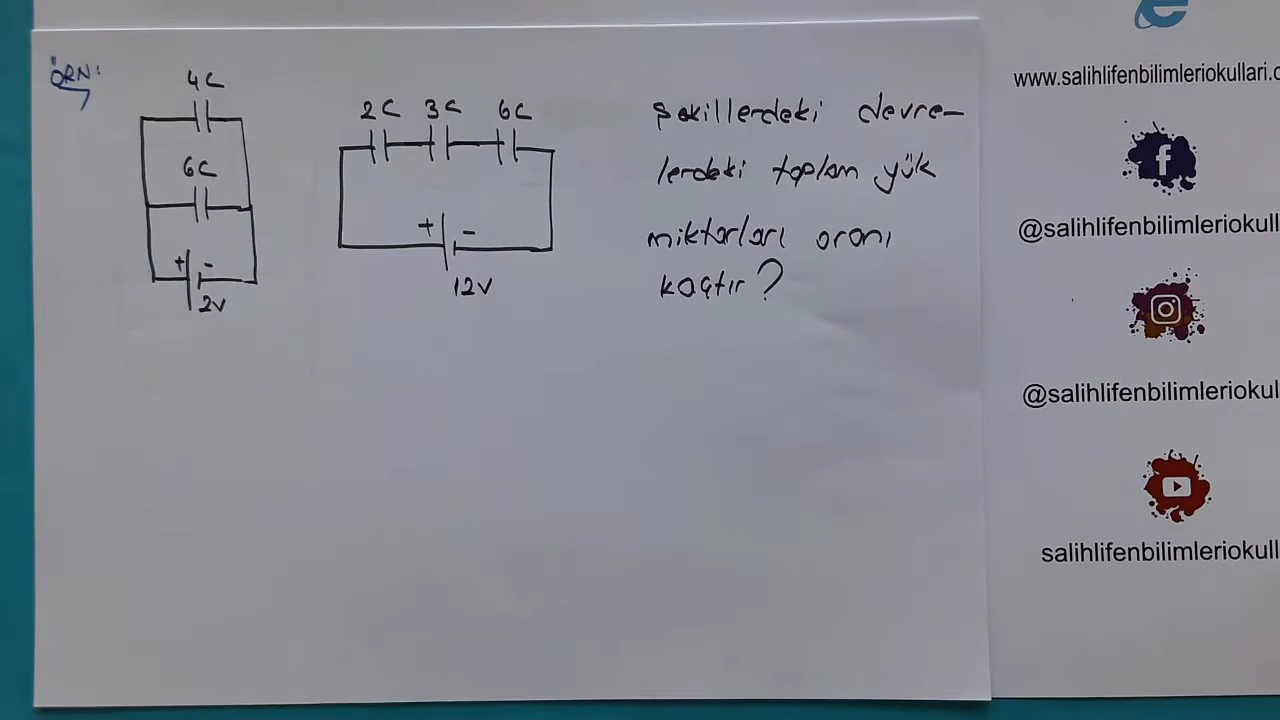 ÖRN:
4C
6C
+ -
2V
2C 3C 6C
+ -
12V
Şekillerdeki devre-
lerdeki toplam yük
miktarları oranı
kaçtır?
www.salihlifenbilimleriokullari.c
f
@salihlifenbilimleriokull
@salihlifenbilimleriokul
salihlifenbilimleriokull